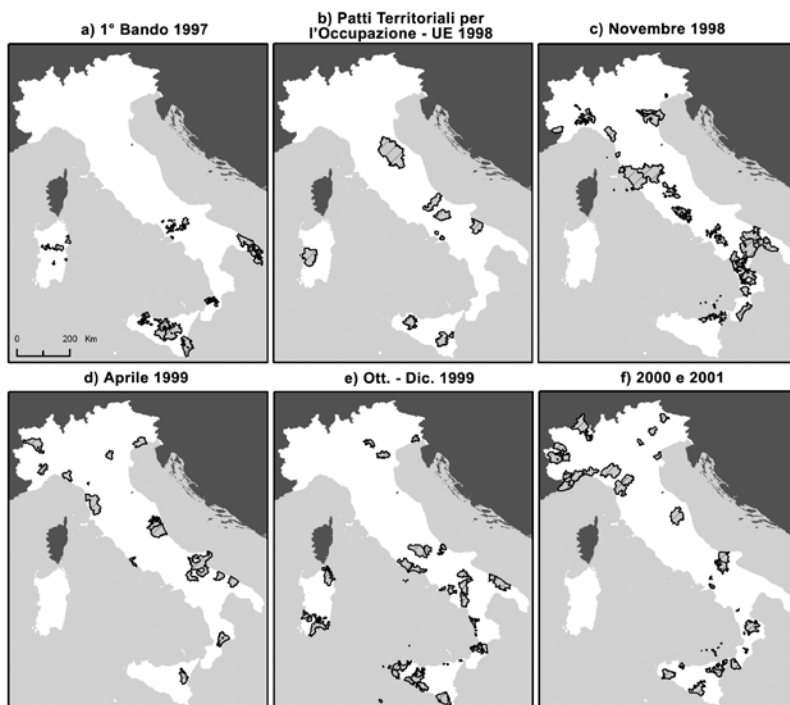 a) 1° Bando 1997
b) Patti Territoriali per
l'Occupazione - UE 1998
c) Novembre 1998
0 200 Km
d) Aprile 1999
e) Ott. - Dic. 1999
f) 2000 e 2001